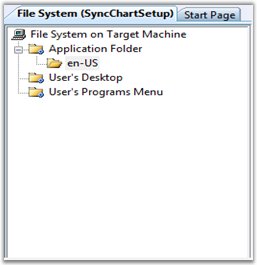 File System (SyncChartSetup) Start Page
File System on Target Machine
Application Folder
en-US
User's Desktop
User's Programs Menu